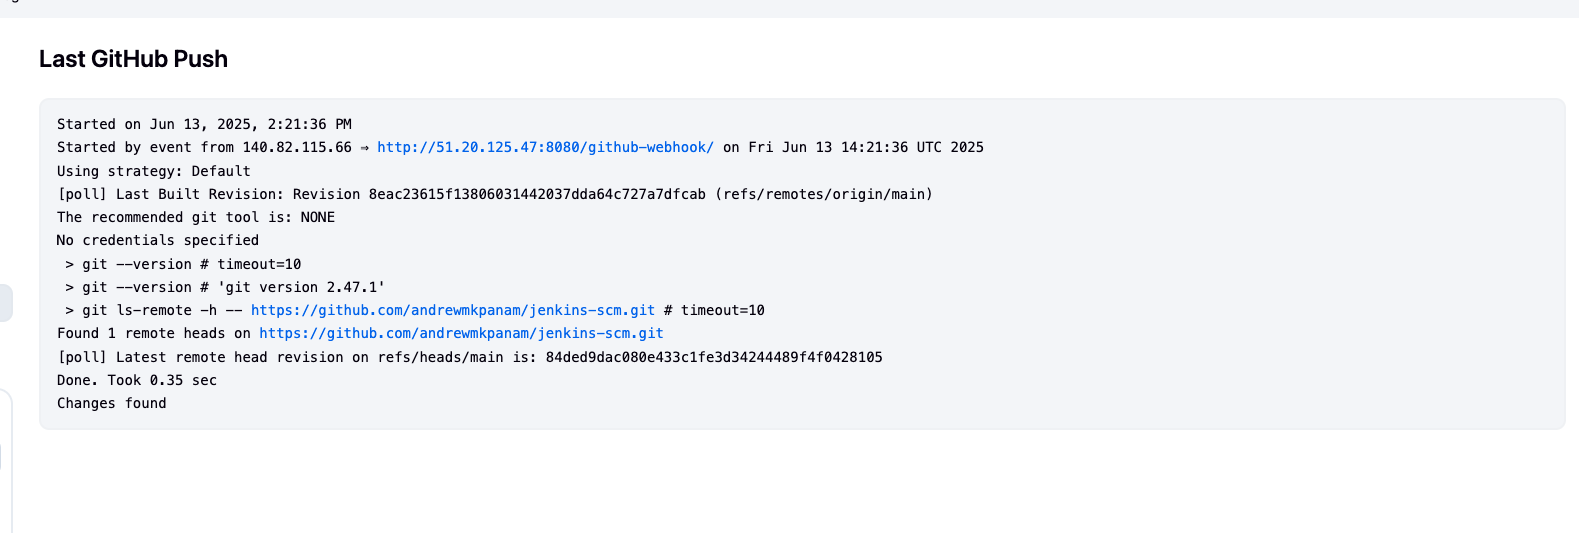 Last GitHub Push
Started on Jun 13, 2025, 2:21:36 PM
Started by event from 140.82.115.66 ⇒ http://51.20.125.47:8080/github-webhook/ on Fri Jun 13 14:21:36 UTC 2025
Using strategy: Default
[poll] Last Built Revision: Revision 8eac23615f13806031442037dda64c727a7dfcab (refs/remotes/origin/main)
The recommended git tool is: NONE
No credentials specified
 > git --version # timeout=10
 > git --version # 'git version 2.47.1'
 > git ls-remote -h -- https://github.com/andrewmkpanam/jenkins-scm.git # timeout=10
Found 1 remote heads on https://github.com/andrewmkpanam/jenkins-scm.git
[poll] Latest remote head revision on refs/heads/main is: 84ded9dac080e433c1fe3d34244489f4f0428105
Done. Took 0.35 sec
Changes found